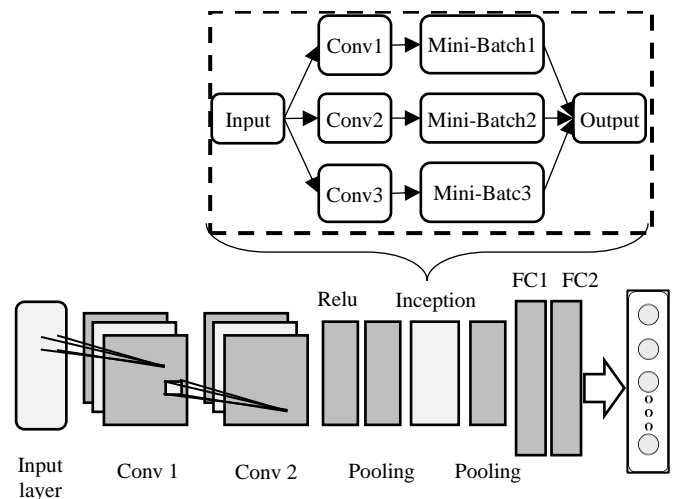 Conv1
Mini-Batch1
Input
Conv2
Mini-Batch2
Output
Conv3
Mini-Batc3
FC1
FC2
Relu
Inception
Input
layer
Conv 1
Conv 2
Pooling
Pooling